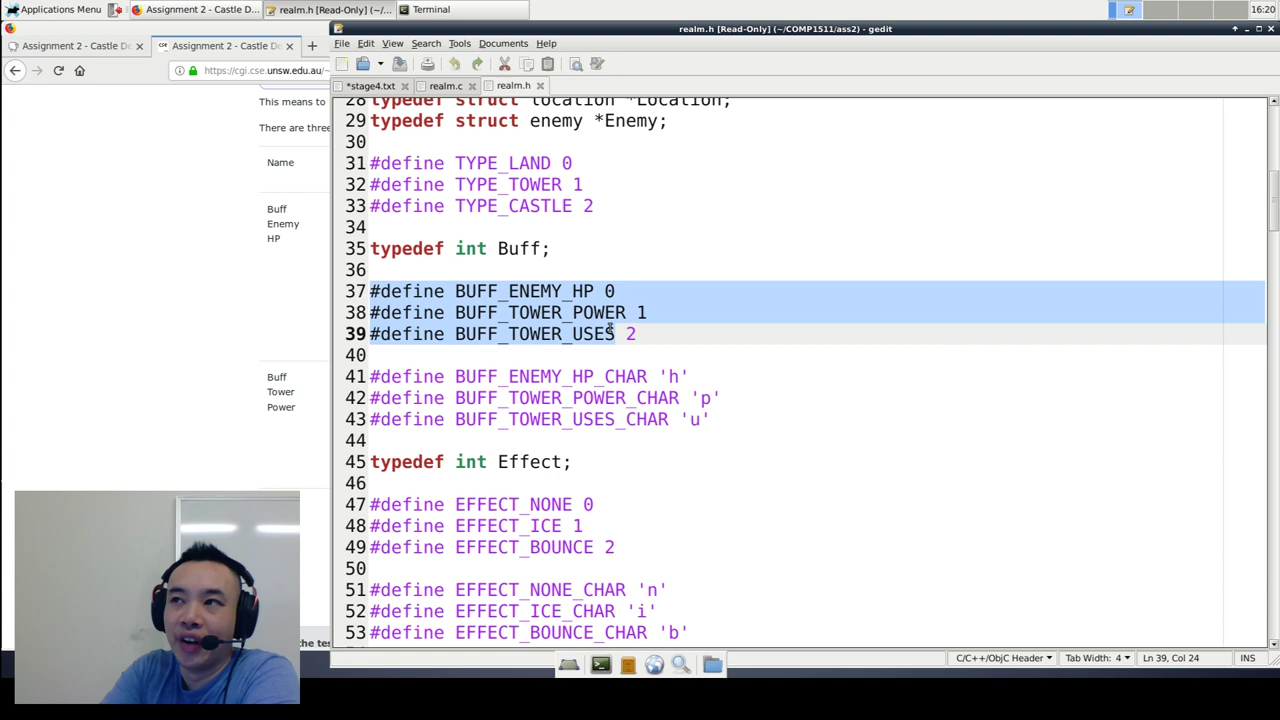 Applications Menu
Assignment 2 - Castle D...
realm.h [Read-Only] (~/...
Terminal
16:20
realm.h [Read-Only] (~/COMP1511/ass2) - gedit
Assignment 2 - Castle De
Assignment 2 - Castle De
https://cgi.cse.unsw.edu.au/~
File Edit View Search Tools Documents Help
*stage4.txt
realm.c
realm.h
This means to
There are three
Name
Buff
Enemy
HP
Buff
Tower
Power
the tes
28 typedef struct location *Location;
29 typedef struct enemy *Enemy;
30
31 #define TYPE_LAND 0
32 #define TYPE_TOWER 1
33 #define TYPE_CASTLE 2
34
35 typedef int Buff;
36
37 #define BUFF_ENEMY_HP 0
38 #define BUFF_TOWER_POWER 1
39 #define BUFF_TOWER_USES 2
40
41 #define BUFF_ENEMY_HP_CHAR 'h'
42 #define BUFF_TOWER_POWER_CHAR 'p'
43 #define BUFF_TOWER_USES_CHAR 'u'
44
45 typedef int Effect;
46
47 #define EFFECT_NONE 0
48 #define EFFECT_ICE 1
49 #define EFFECT_BOUNCE 2
50
51 #define EFFECT_NONE_CHAR 'n'
52 #define EFFECT_ICE_CHAR 'i'
53 #define EFFECT_BOUNCE_CHAR 'b'
C/C++/ObjC Header
Tab Width: 4
Ln 39, Col 24
INS